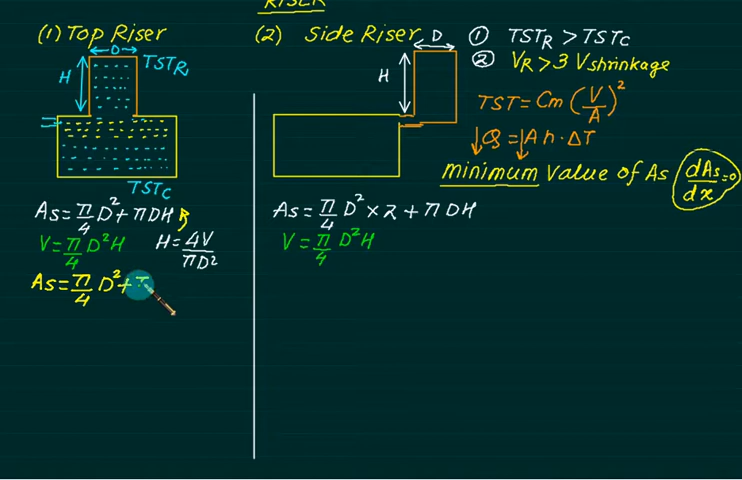 RISER
(1) Top Riser
(2) Side Riser
D
H
TSTR
TSTC
D
H
① TSTR > TSTC
② VR > 3 Vshrinkage
TST = Cm (V/A)²
↓Q = ↓A h · ΔT
minimum Value of As (dAs/dx = 0)
As = π/4 D² + πDH
V = π/4 D²H
H = 4V/πD²
As = π/4 D² +
As = π/4 D² × 2 + πDH
V = π/4 D²H